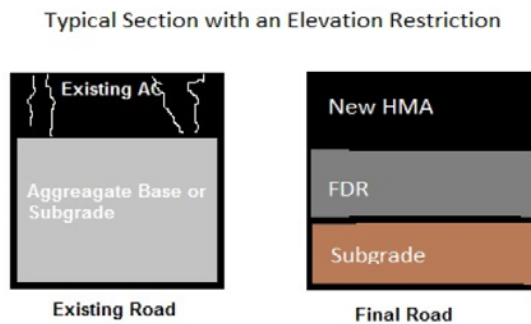 Typical Section with an Elevation Restriction
Existing AC
Aggreagate Base or
Subgrade
Existing Road
New HMA
FDR
Subgrade
Final Road